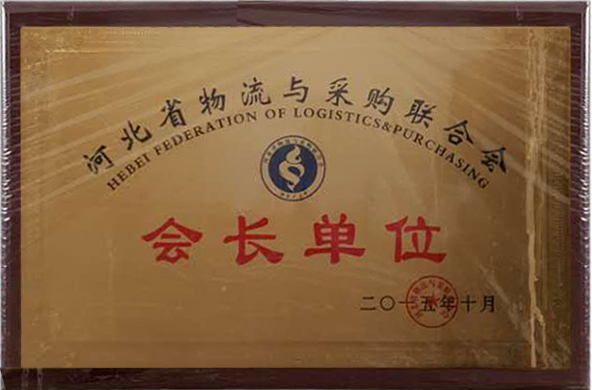 河北省物流与采购联合会
HEBEI FEDERATION OF LOGISTICS&PURCHASING
会长单位
二〇一五年十月